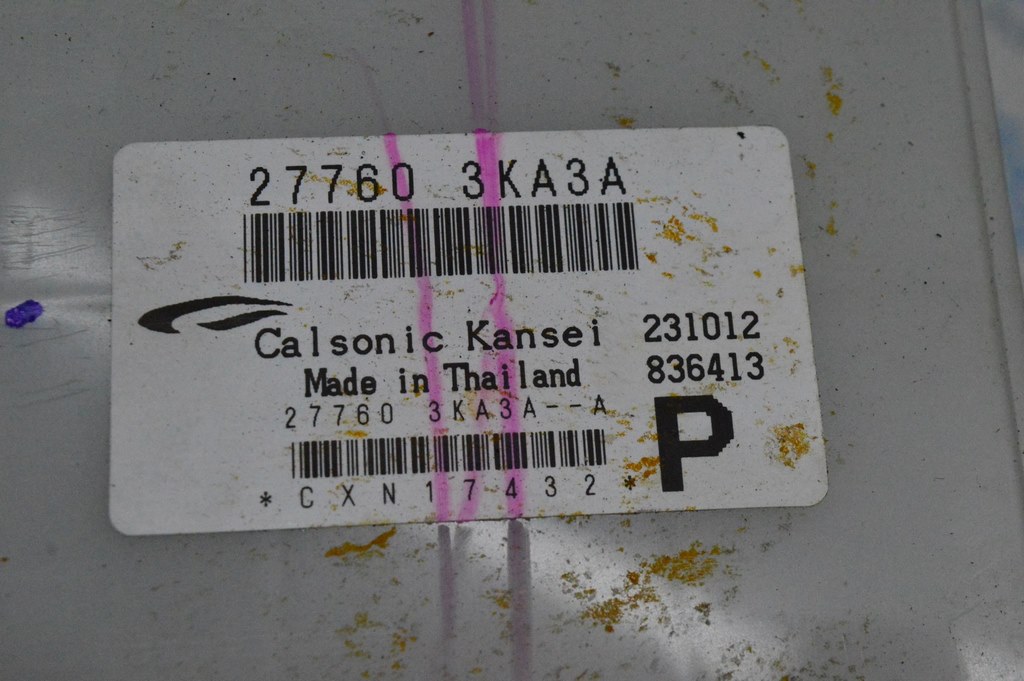 27760 3KA3A
Calsonic Kansei 231012
Made in Thailand 836413
27760 3KA3A--A
P
*CXN17432*